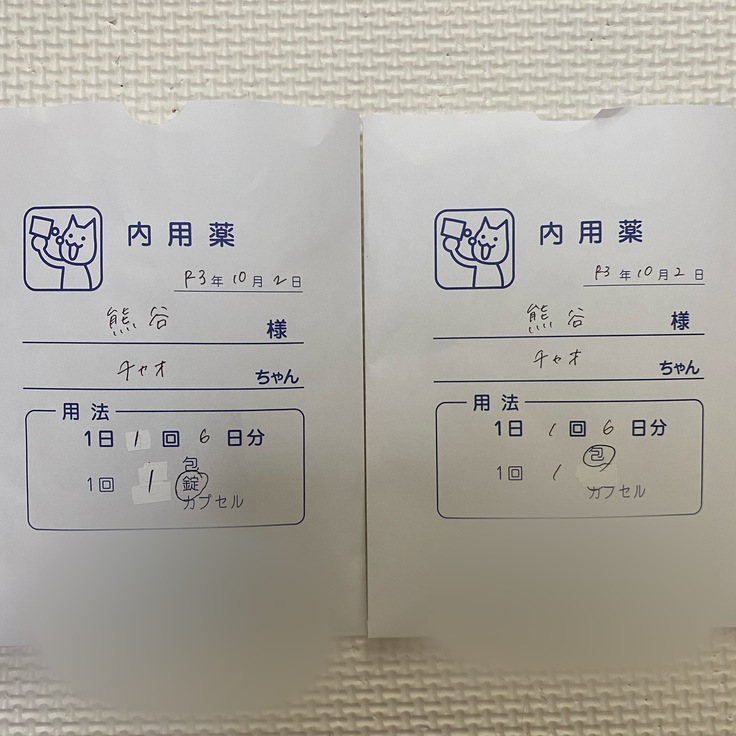 内用薬
R3年10月2日
熊谷 様
チャオ ちゃん
用法
1日 1 回 6 日分
包
1回 1 錠
カプセル
内用薬
R3年10月2日
熊谷 様
チャオ ちゃん
用法
1日 1 回 6 日分
包
1回 1
カプセル